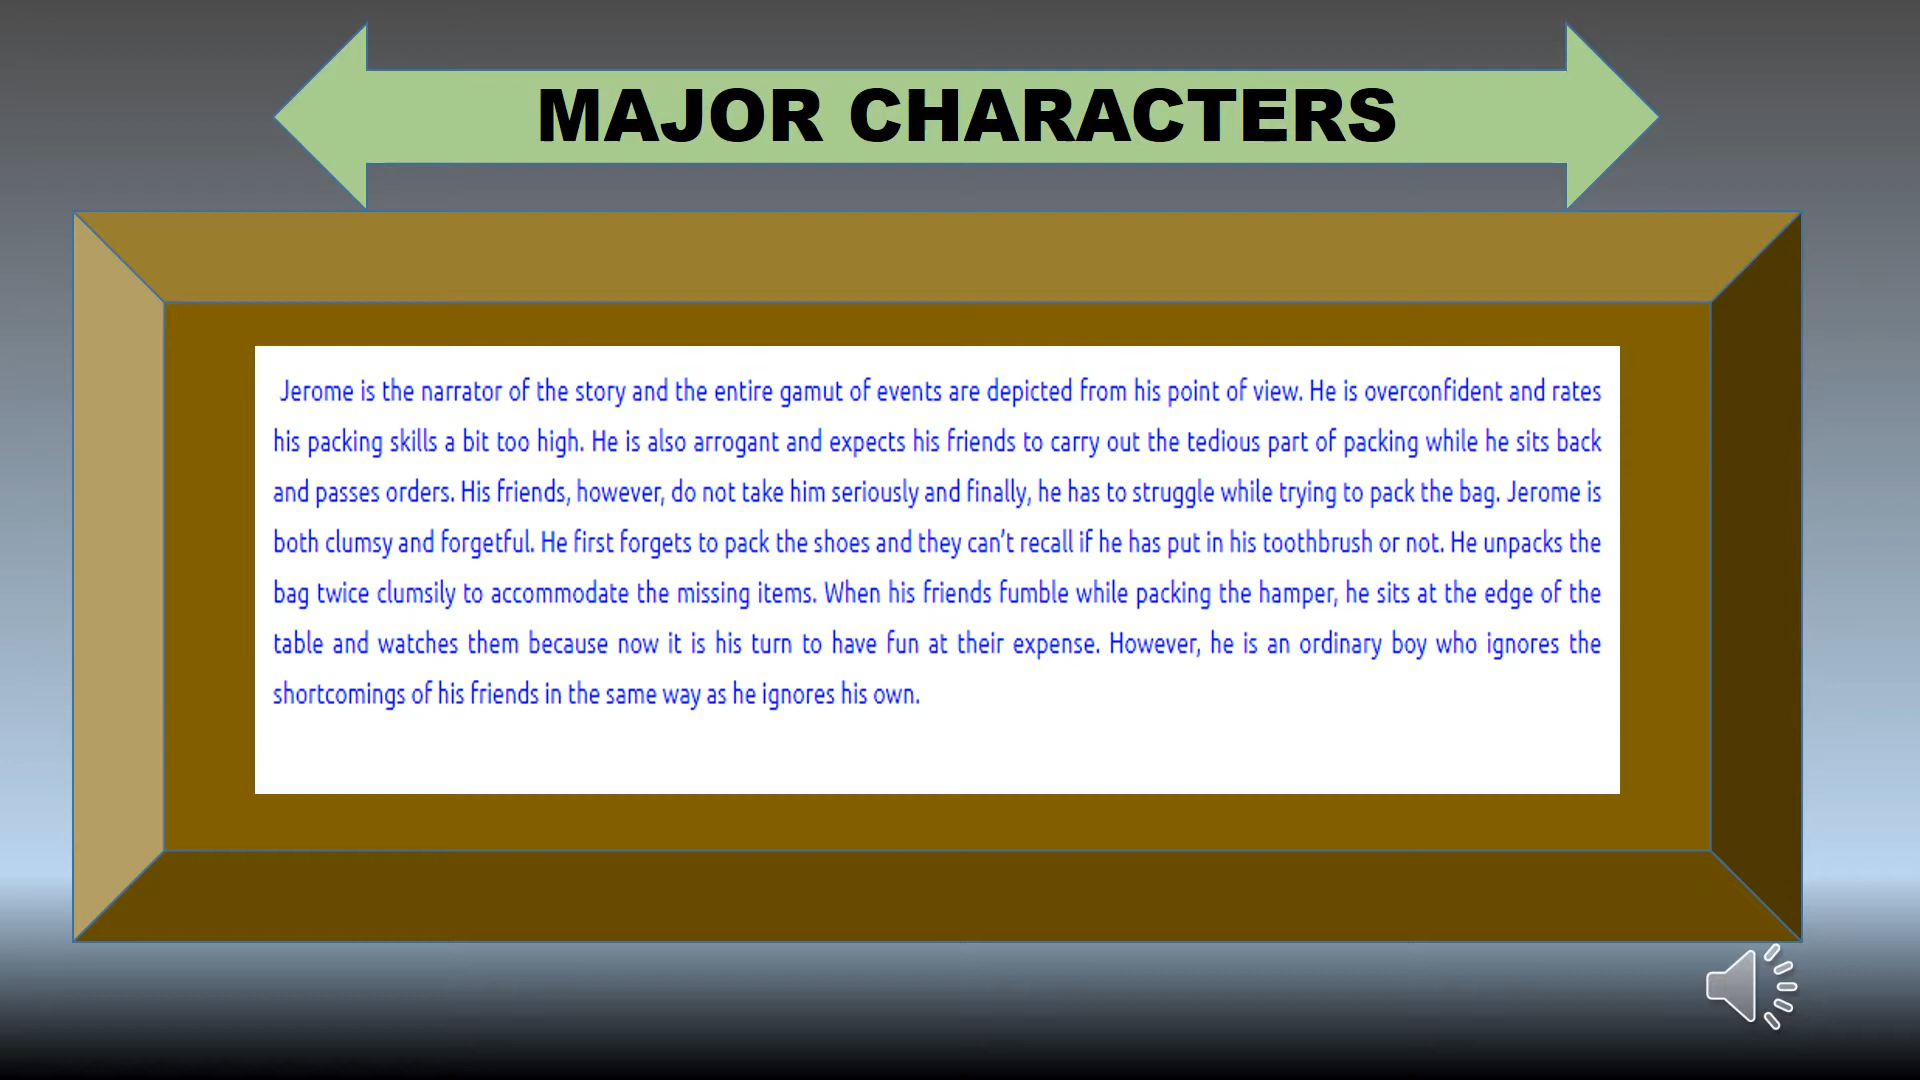 MAJOR CHARACTERS
Jerome is the narrator of the story and the entire gamut of events are depicted from his point of view. He is overconfident and rates
his packing skills a bit too high. He is also arrogant and expects his friends to carry out the tedious part of packing while he sits back
and passes orders. His friends, however, do not take him seriously and finally, he has to struggle while trying to pack the bag. Jerome is
both clumsy and forgetful. He first forgets to pack the shoes and they can’t recall if he has put in his toothbrush or not. He unpacks the
bag twice clumsily to accommodate the missing items. When his friends fumble while packing the hamper, he sits at the edge of the
table and watches them because now it is his turn to have fun at their expense. However, he is an ordinary boy who ignores the
shortcomings of his friends in the same way as he ignores his own.